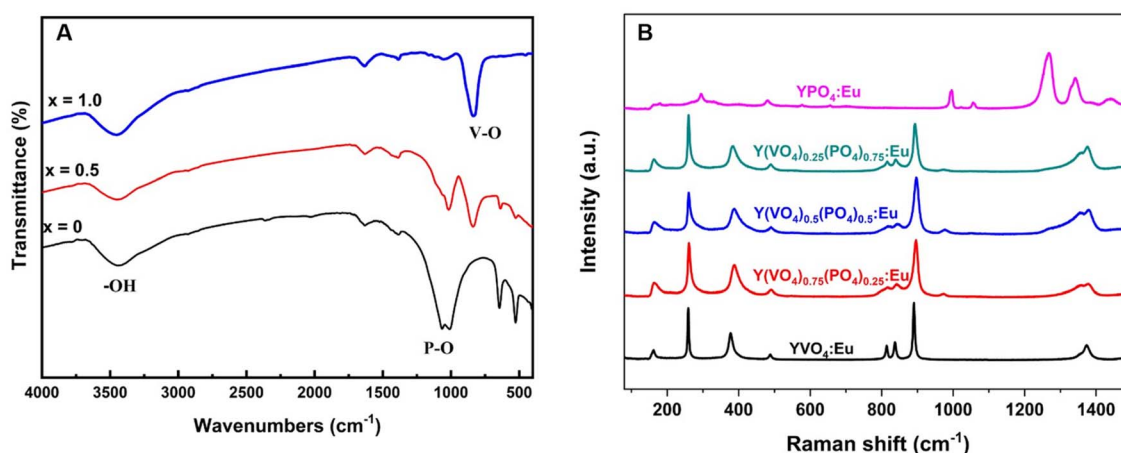 A
x = 1.0
V-O
x = 0.5
x = 0
-OH
P-O
Transmittance (%)
4000 3500 3000 2500 2000 1500 1000 500
Wavenumbers (cm⁻¹)
B
YPO₄:Eu
Y(VO₄)₀.₂₅(PO₄)₀.₇₅:Eu
Y(VO₄)₀.₅(PO₄)₀.₅:Eu
Y(VO₄)₀.₇₅(PO₄)₀.₂₅:Eu
YVO₄:Eu
Intensity (a.u.)
200 400 600 800 1000 1200 1400
Raman shift (cm⁻¹)